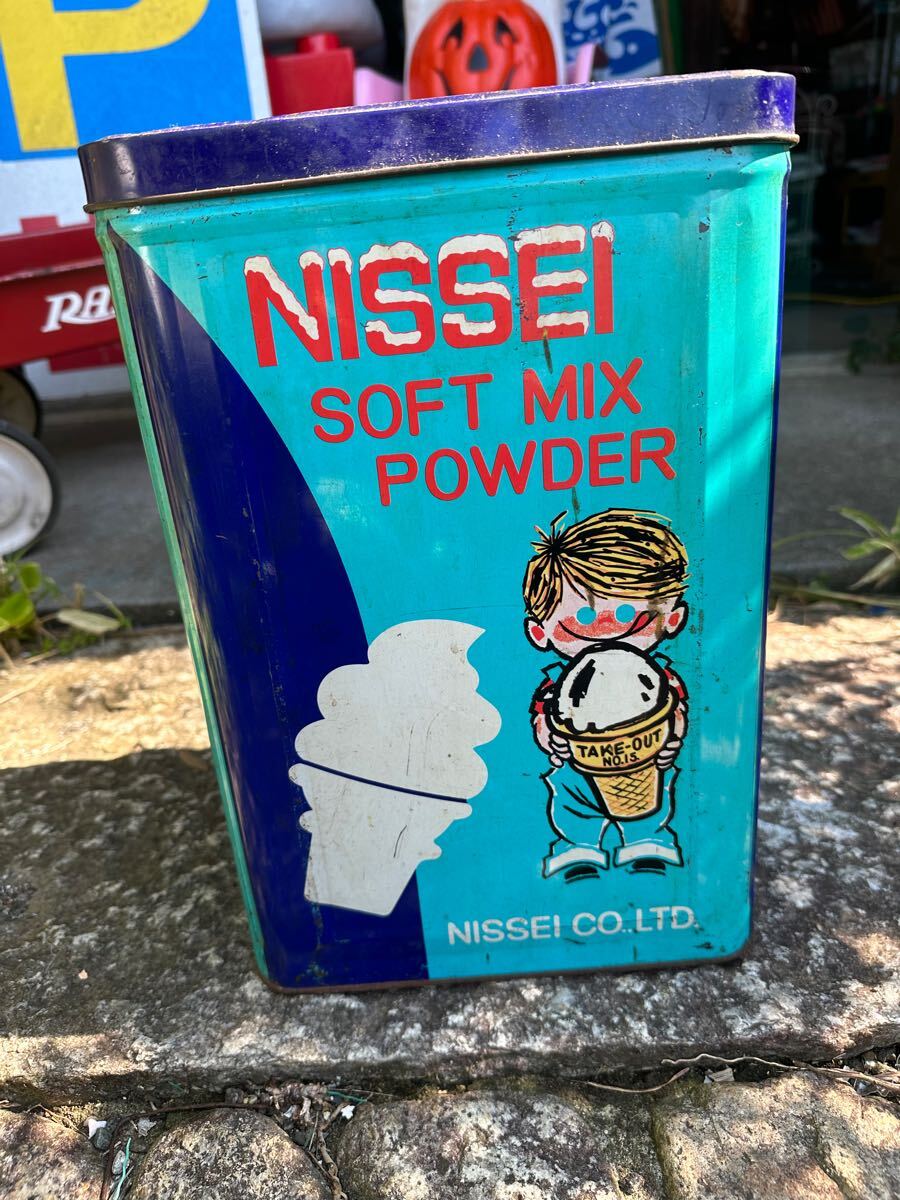 P
RA
NISSEI
SOFT MIX
POWDER
TAKE-OUT
NO.15
NISSEI CO.,LTD.